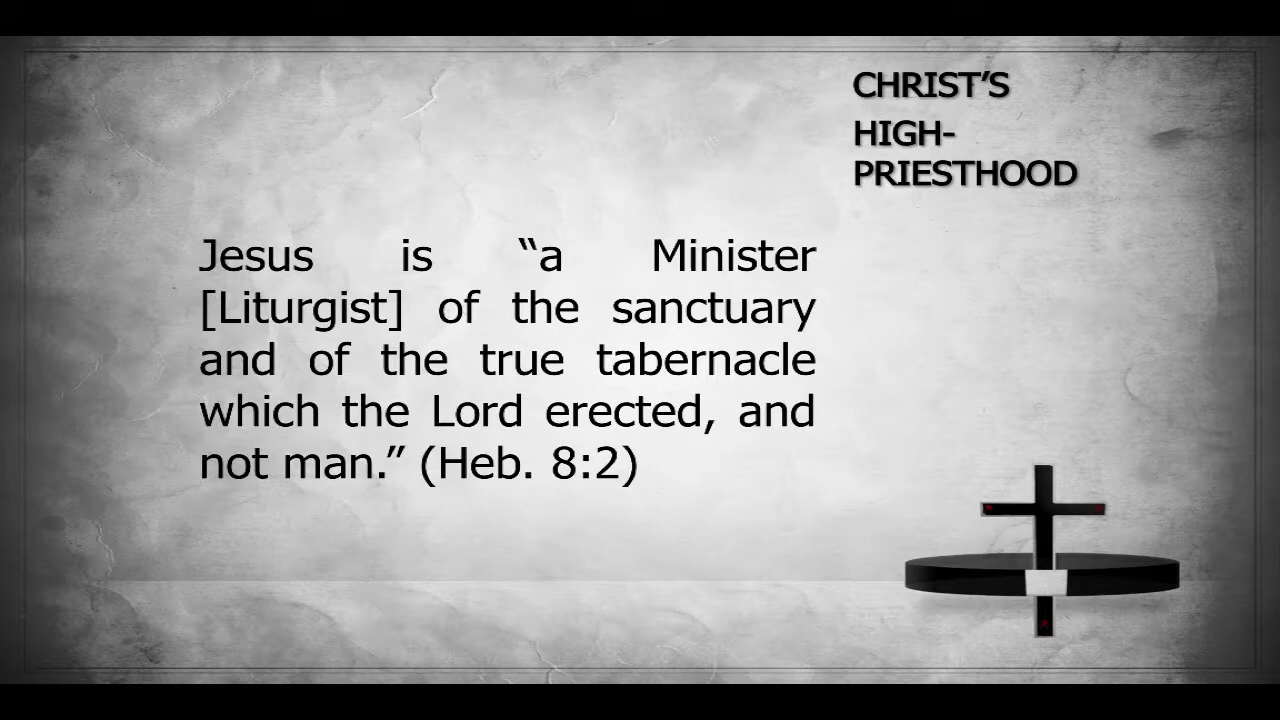 CHRIST’S
HIGH-
PRIESTHOOD
Jesus is “a Minister
[Liturgist] of the sanctuary
and of the true tabernacle
which the Lord erected, and
not man.” (Heb. 8:2)